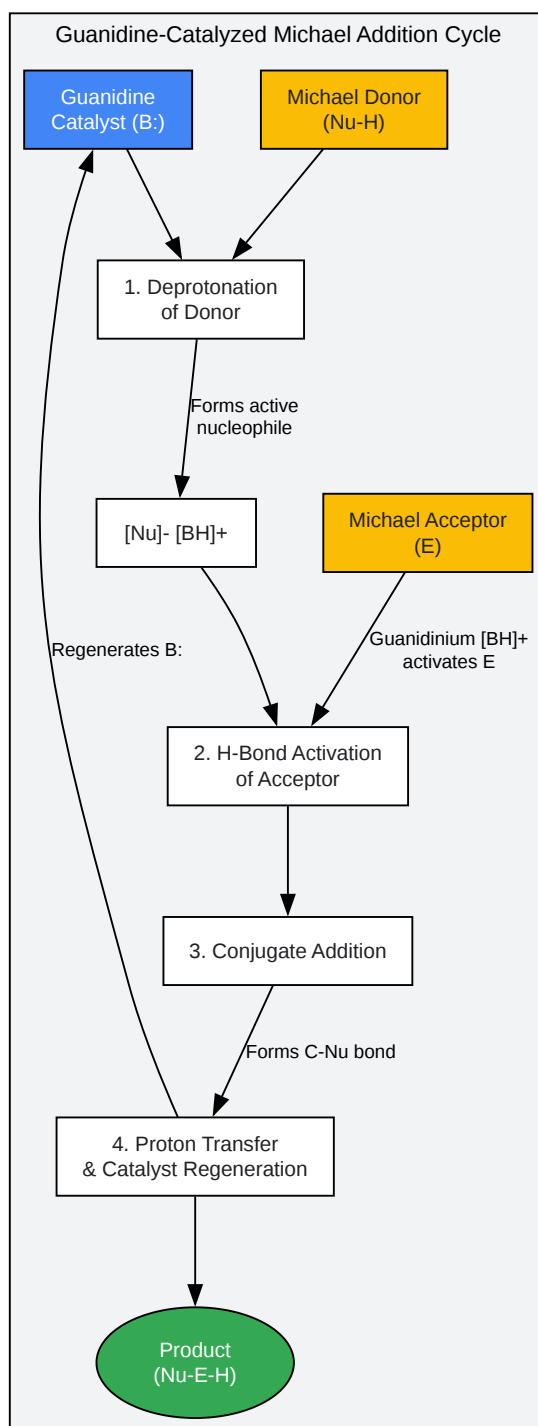 Guanidine-Catalyzed Michael Addition Cycle
Guanidine
Catalyst (B:)
Michael Donor
(Nu-H)
1. Deprotonation
of Donor
Forms active
nucleophile
[Nu]- [BH]+
Michael Acceptor
(E)
Regenerates B:
Guanidinium [BH]+
activates E
2. H-Bond Activation
of Acceptor
3. Conjugate Addition
Forms C-Nu bond
4. Proton Transfer
& Catalyst Regeneration
Product
(Nu-E-H)